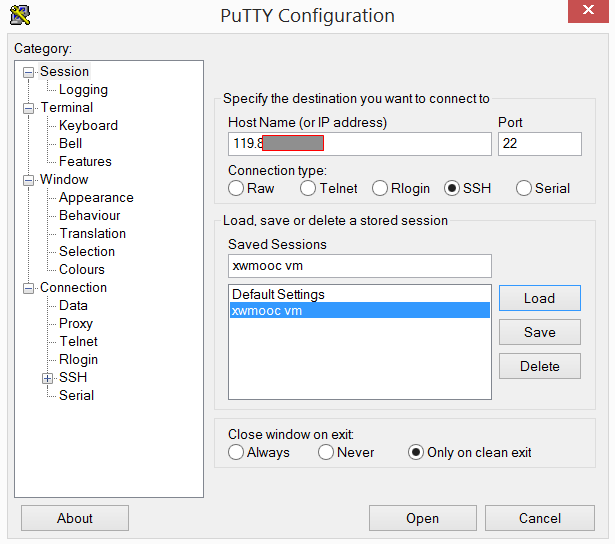 PuTTY Configuration
Category:
Session
Logging
Terminal
Keyboard
Bell
Features
Window
Appearance
Behaviour
Translation
Selection
Colours
Connection
Data
Proxy
Telnet
Rlogin
SSH
Serial
Specify the destination you want to connect to
Host Name (or IP address) Port
119.8 22
Connection type:
Raw Telnet Rlogin SSH Serial
Load, save or delete a stored session
Saved Sessions
xwmooc vm
Default Settings
xwmooc vm
Load
Save
Delete
Close window on exit:
Always Never Only on clean exit
About Open Cancel